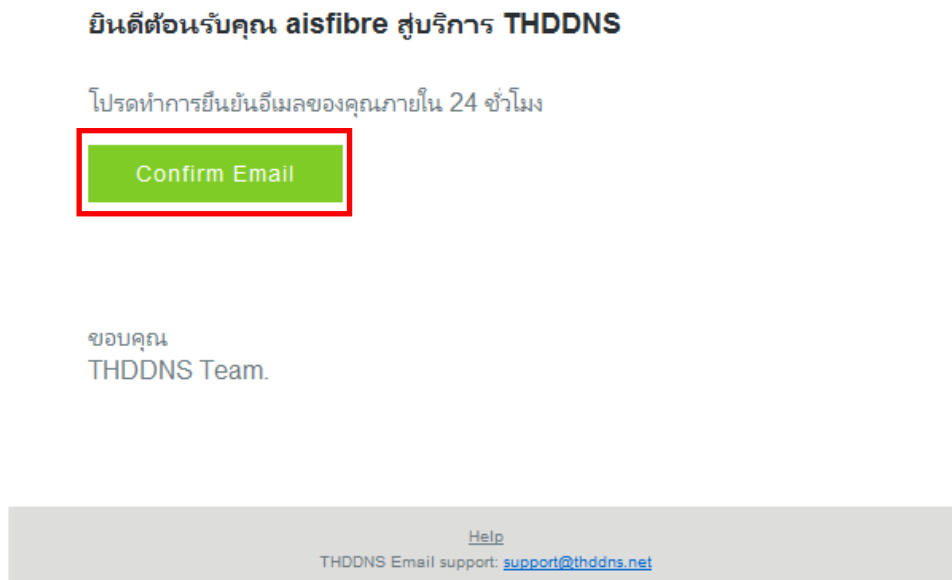 ยินดีต้อนรับคุณ aisfibre สู่บริการ THDDNS
โปรดทำการยืนยันอีเมลของคุณภายใน 24 ชั่วโมง
Confirm Email
ขอบคุณ
THDDNS Team.
Help
THDDNS Email support: support@thddns.net